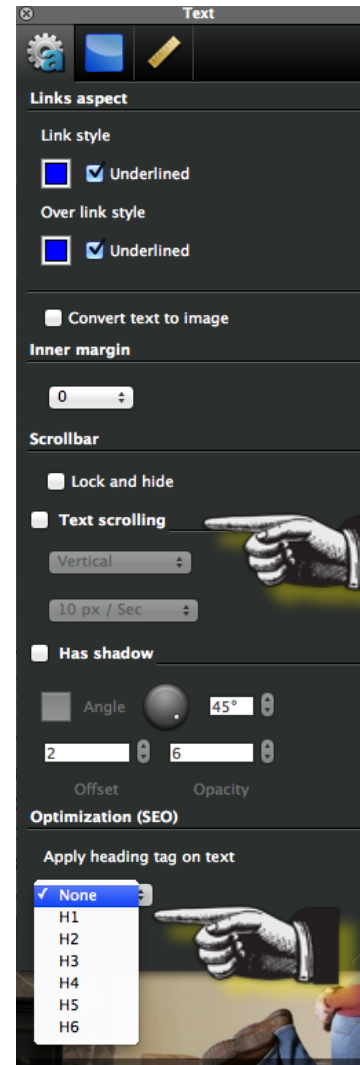 Text
Links aspect
Link style
Underlined
Over link style
Underlined
Convert text to image
Inner margin
0
Scrollbar
Lock and hide
Text scrolling
Vertical
10 px / Sec
Has shadow
Angle 45°
2 6
Offset Opacity
Optimization (SEO)
Apply heading tag on text
✓ None
H1
H2
H3
H4
H5
H6